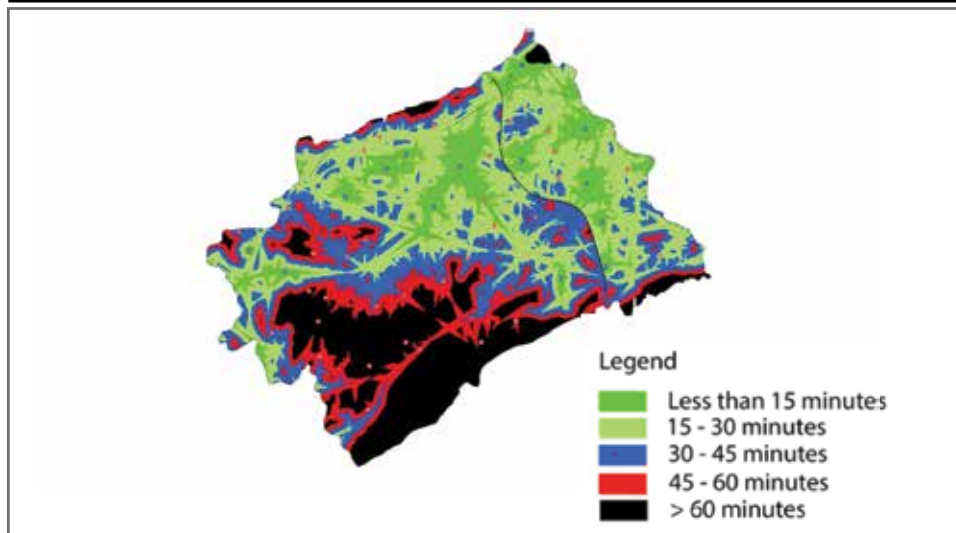 Legend
Less than 15 minutes
15 - 30 minutes
30 - 45 minutes
45 - 60 minutes
> 60 minutes